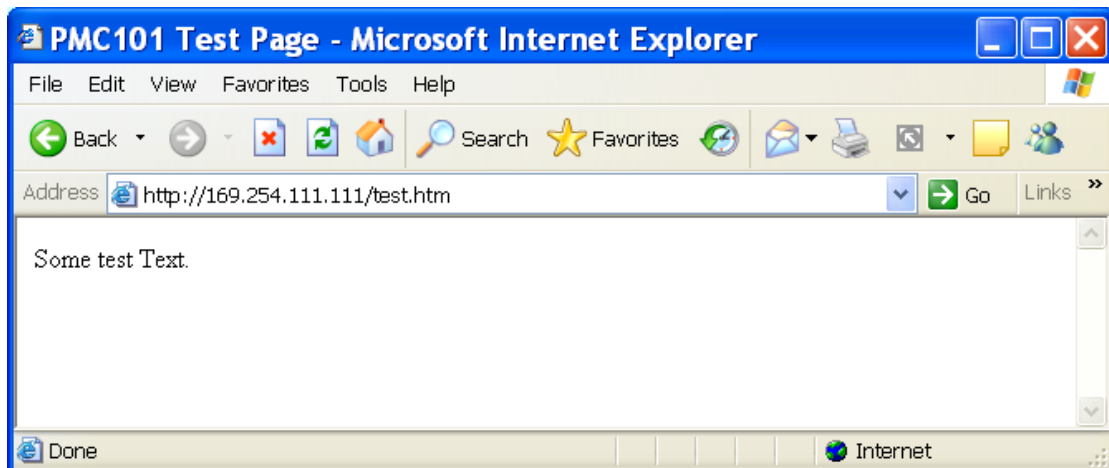 PMC101 Test Page - Microsoft Internet Explorer
File Edit View Favorites Tools Help
Back Search Favorites
Address http://169.254.111.111/test.htm Go Links »
Some test Text.
Done Internet